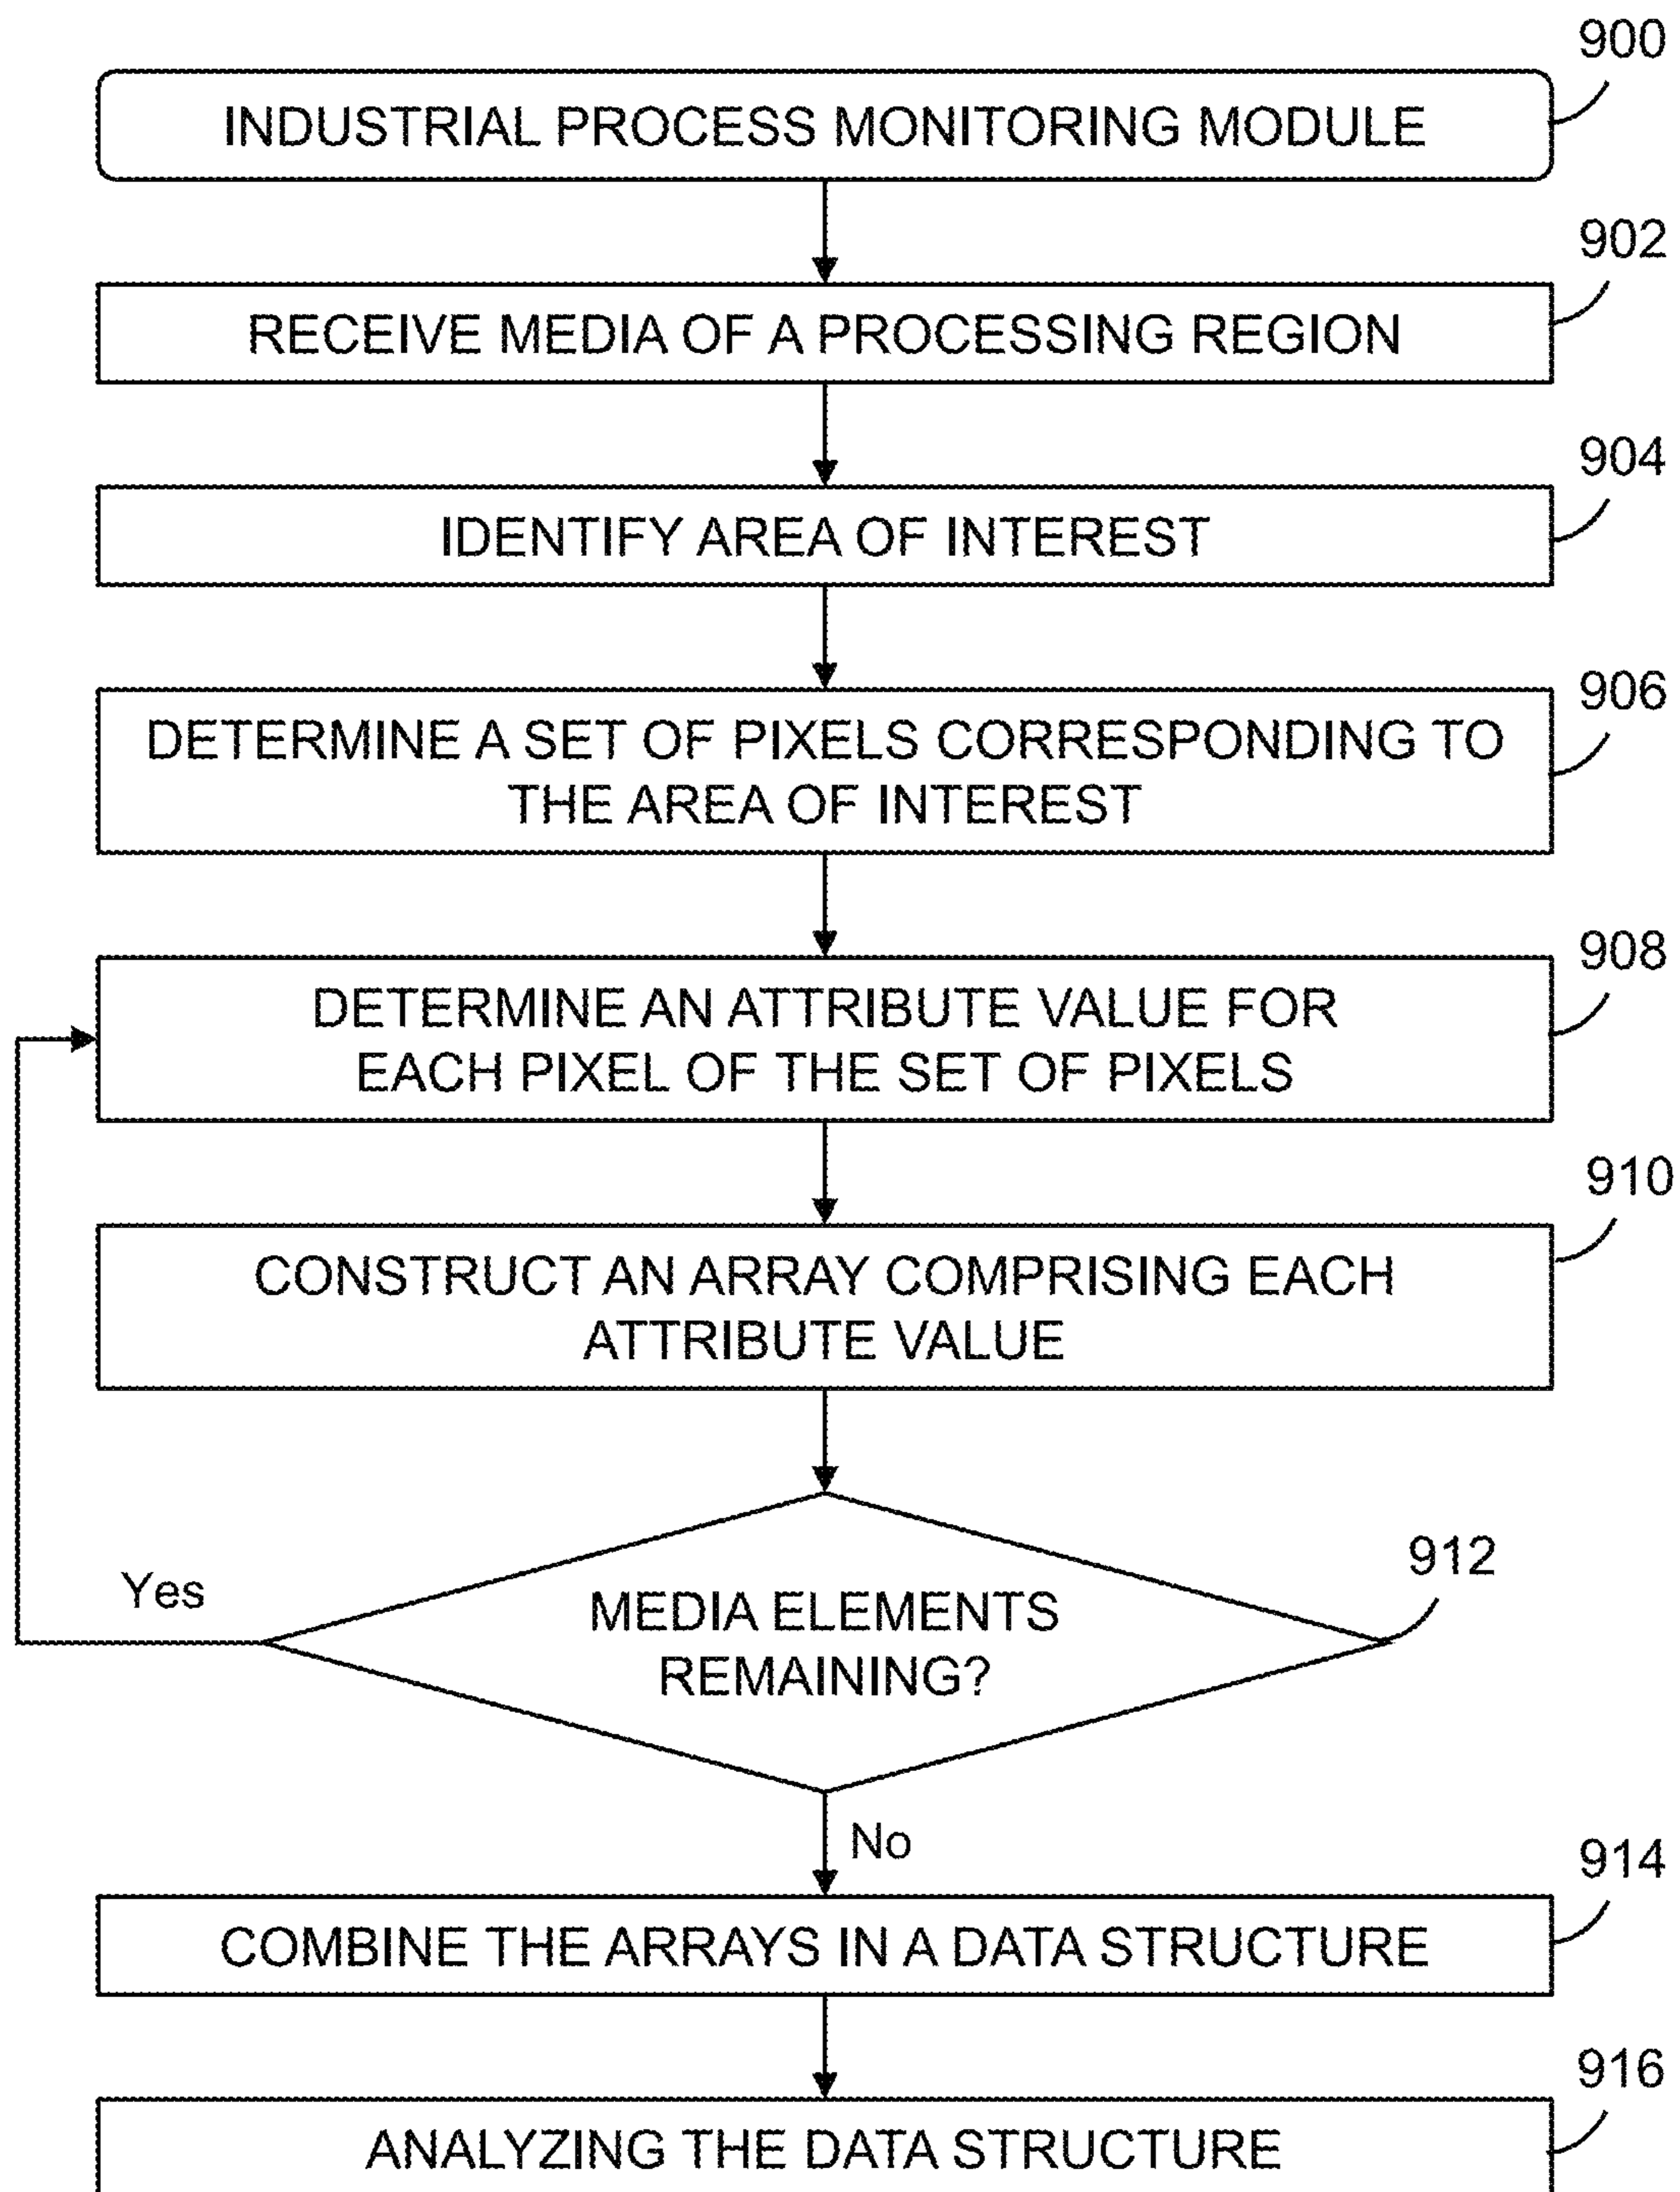 900
INDUSTRIAL PROCESS MONITORING MODULE
902
RECEIVE MEDIA OF A PROCESSING REGION
904
IDENTIFY AREA OF INTEREST
906
DETERMINE A SET OF PIXELS CORRESPONDING TO
THE AREA OF INTEREST
908
DETERMINE AN ATTRIBUTE VALUE FOR
EACH PIXEL OF THE SET OF PIXELS
910
CONSTRUCT AN ARRAY COMPRISING EACH
ATTRIBUTE VALUE
912
Yes
MEDIA ELEMENTS
REMAINING?
No
914
COMBINE THE ARRAYS IN A DATA STRUCTURE
916
ANALYZING THE DATA STRUCTURE